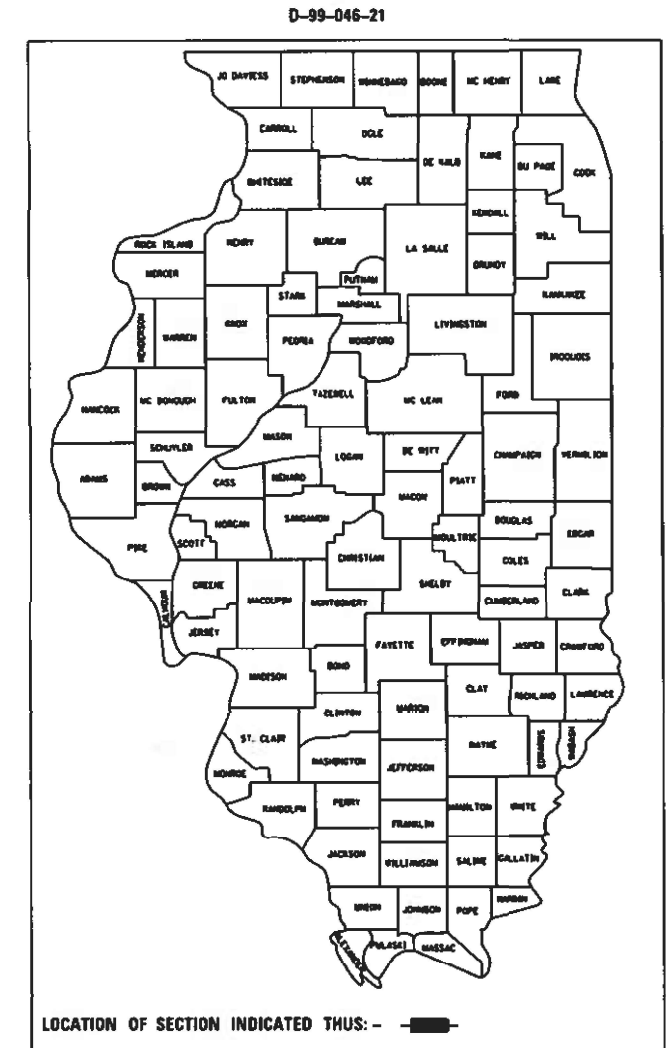 D-99-046-21
JO DAVIESS STEPHENSON WINNEBAGO BOONE MC HENRY LAKE
CARROLL OGLE
DE KALB KANE DU PAGE COOK
WHITESIDE LEE
KENDALL
ROCK ISLAND HENRY BUREAU LA SALLE WILL
GRUNDY
MERCER PUTNAM
STARK MARSHALL KANKAKEE
HENDERSON WARREN KNOX LIVINGSTON
PEORIA WOODFORD IROQUOIS
HANCOCK MC DONOUGH FULTON TAZEWELL MC LEAN FORD
MASON
SCHUYLER LOGAN DE WITT CHAMPAIGN VERMILION
ADAMS BROWN CASS MENARD PIATT
MACON
MORGAN SANGAMON DOUGLAS
PIKE SCOTT MOULTRIE EDGAR
CHRISTIAN COLES
GREENE SHELBY
CALHOUN MACOUPIN MONTGOMERY CUMBERLAND CLARK
JERSEY
FAYETTE EFFINGHAM JASPER CRAWFORD
MADISON BOND
CLAY RICHLAND LAWRENCE
CLINTON MARION
ST. CLAIR WAYNE EDWARDS WABASH
WASHINGTON JEFFERSON
MONROE
RANDOLPH PERRY HAMILTON WHITE
FRANKLIN
JACKSON WILLIAMSON SALINE GALLATIN
UNION JOHNSON POPE HARDIN
ALEXANDER PULASKI MASSAC
LOCATION OF SECTION INDICATED THUS: -